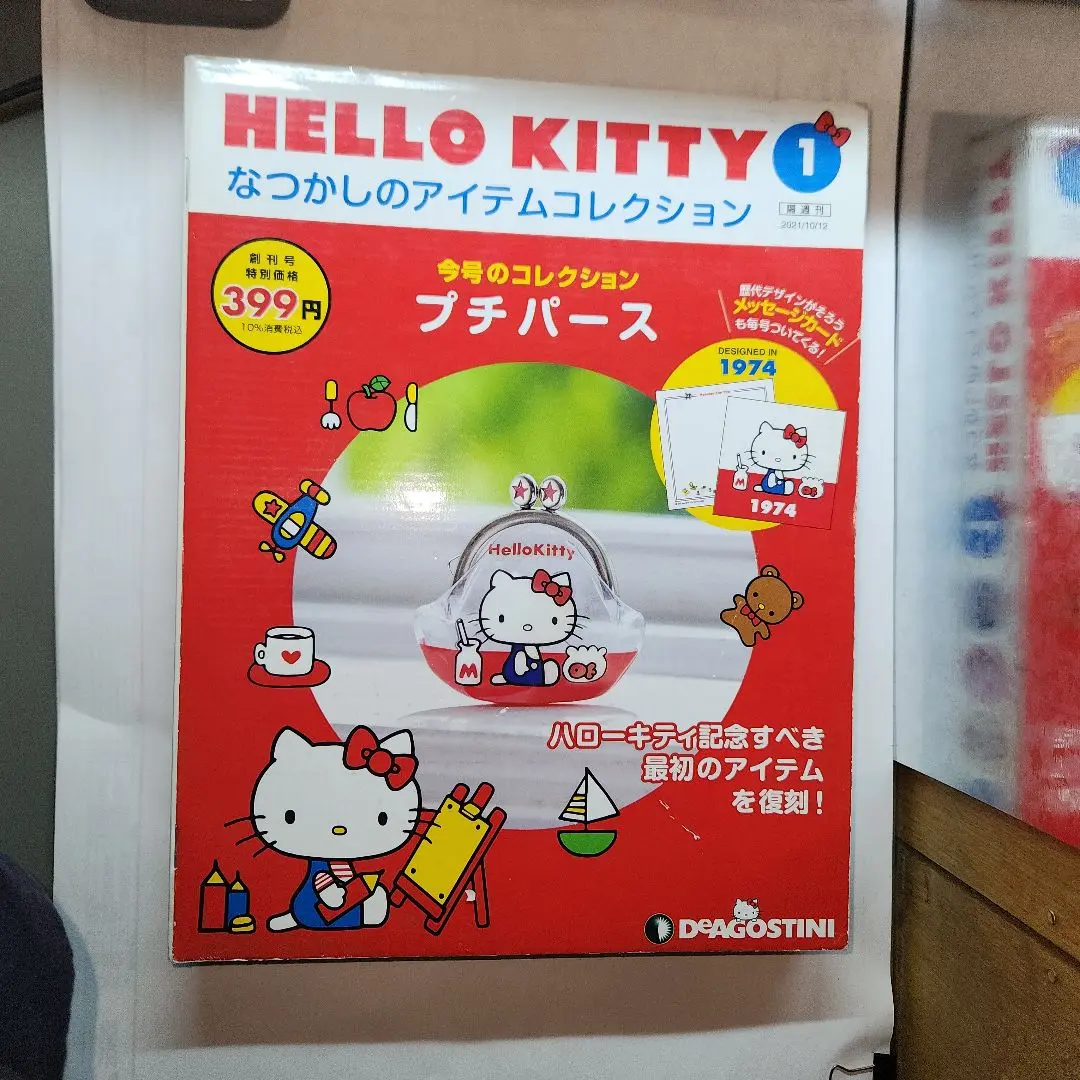 HELLO KITTY 1
なつかしのアイテムコレクション
隔週刊
2021/10/12
創刊号
特別価格
399円
10%消費税込
今号のコレクション
プチパース
歴代デザインがそろう
メッセージカード
も毎号ついてくる!
DESIGNED IN
1974
M
1974
HelloKitty
M
ハローキティ記念すべき
最初のアイテム
を復刻!
DeAGOSTINI